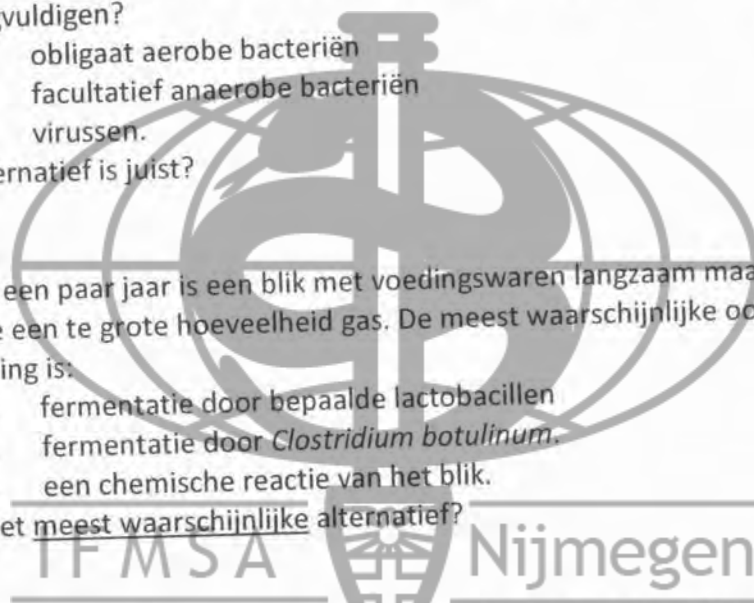 gvuldigen?
obligaat aerobe bacteriën
facultatief anaerobe bacteriën
virussen.
ernatief is juist?
een paar jaar is een blik met voedingswaren langzaam maa
e een te grote hoeveelheid gas. De meest waarschijnlijke oo
ing is:
fermentatie door bepaalde lactobacillen
fermentatie door Clostridium botulinum.
een chemische reactie van het blik.
et meest waarschijnlijke alternatief?
IFMSA Nijmegen